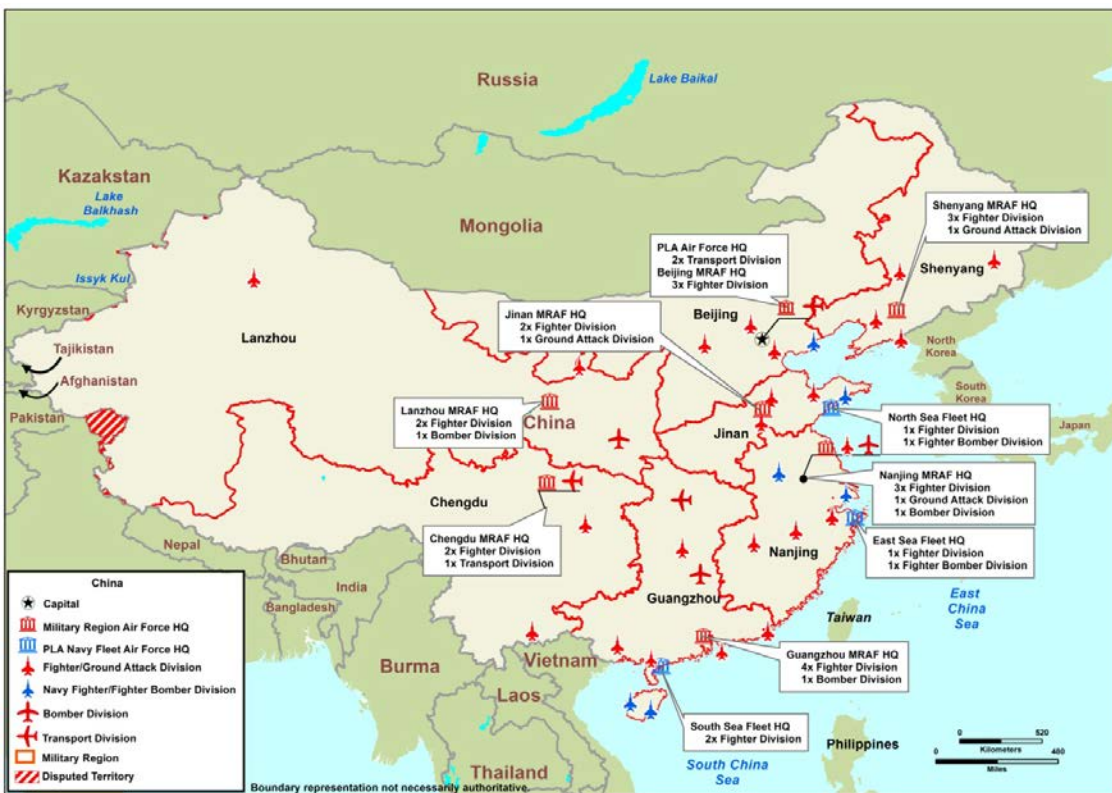 Russia
Lake Baikal
Kazakstan
Lake
Balkhash
Mongolia
Issyk Kul
Kyrgyzstan
Tajikistan
Afghanistan
Pakistan
Shenyang MRAF HQ
3x Fighter Division
1x Ground Attack Division
PLA Air Force HQ
2x Transport Division
Beijing MRAF HQ
3x Fighter Division
Shenyang
Beijing
Jinan MRAF HQ
2x Fighter Division
1x Ground Attack Division
Lanzhou
North
Korea
South
Korea
Japan
Lanzhou MRAF HQ
2x Fighter Division
1x Bomber Division
China
Jinan
North Sea Fleet HQ
1x Fighter Division
1x Fighter Bomber Division
Nanjing MRAF HQ
3x Fighter Division
1x Ground Attack Division
1x Bomber Division
Chengdu
Chengdu MRAF HQ
2x Fighter Division
1x Transport Division
Nanjing
East Sea Fleet HQ
1x Fighter Division
1x Fighter Bomber Division
Nepal
Bhutan
India
Bangladesh
Guangzhou
Taiwan
East
China
Sea
Burma
Vietnam
Laos
Thailand
Guangzhou MRAF HQ
4x Fighter Division
1x Bomber Division
South Sea Fleet HQ
2x Fighter Division
South China
Sea
Philippines
China
Capital
Military Region Air Force HQ
PLA Navy Fleet Air Force HQ
Fighter/Ground Attack Division
Navy Fighter/Fighter Bomber Division
Bomber Division
Transport Division
Military Region
Disputed Territory
Boundary representation not necessarily authoritative.
0 520
Kilometers
0 460
Miles